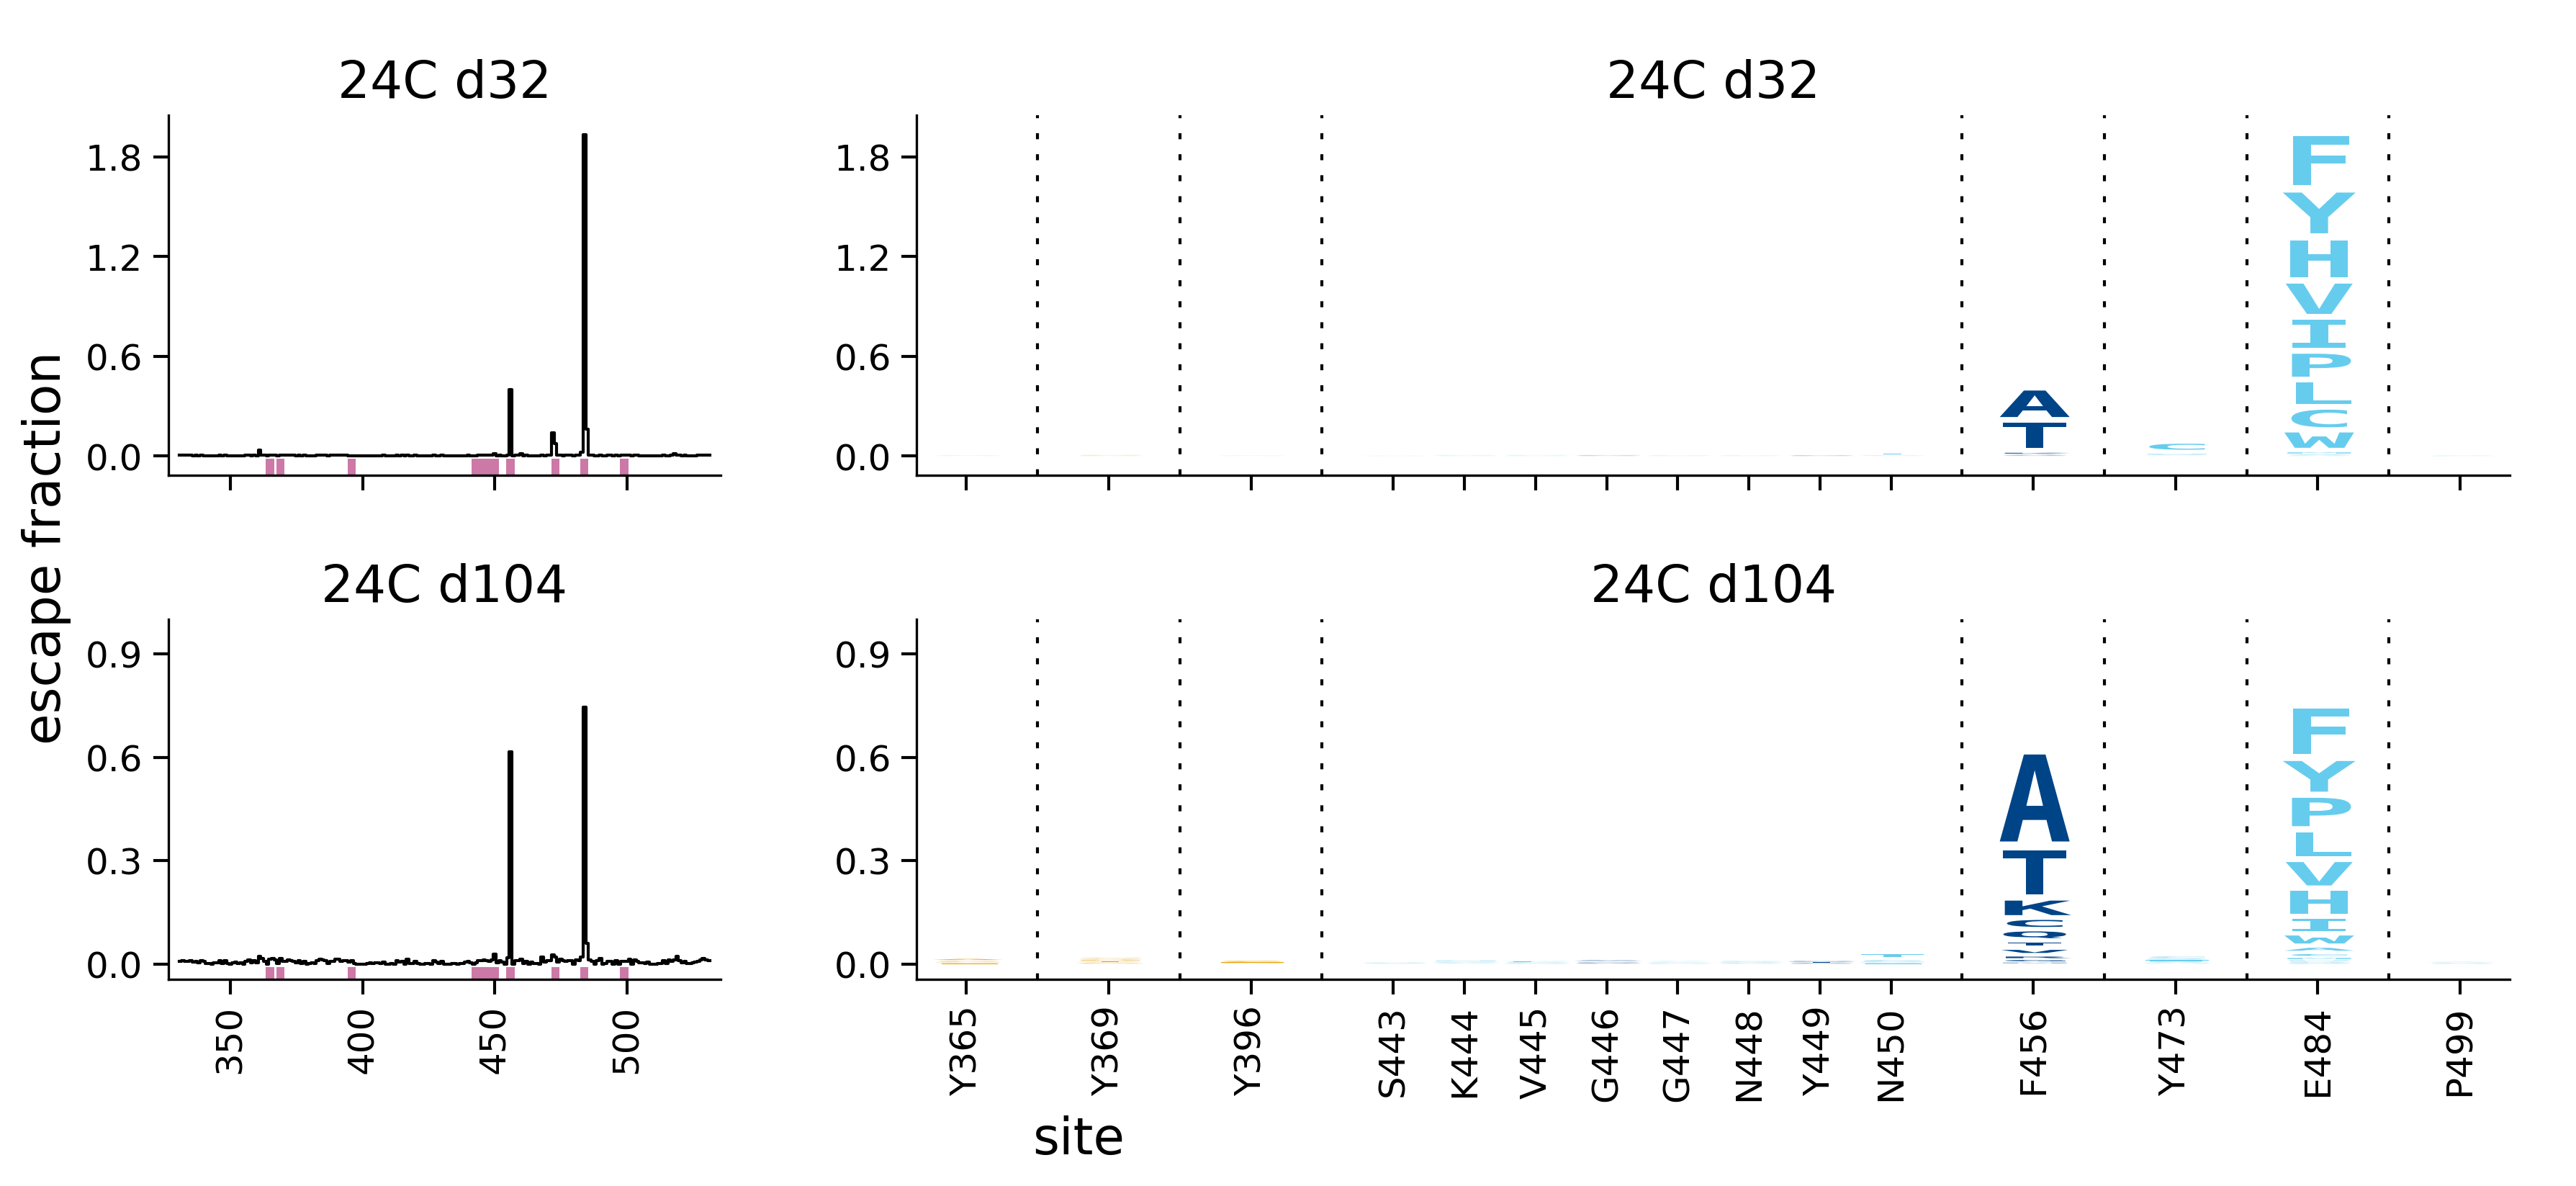 24C d32
24C d32
1.8
1.2
0.6
0.0
1.8
1.2
0.6
0.0
F
Y
H
V
I
P
L
C
W
A
T
C
escape fraction
24C d104
24C d104
0.9
0.6
0.3
0.0
0.9
0.6
0.3
0.0
A
T
K
C
Q
I
V
F
Y
P
L
V
H
I
W
350
400
450
500
Y365
Y369
Y396
S443
K444
V445
G446
G447
N448
Y449
N450
F456
Y473
E484
P499
site